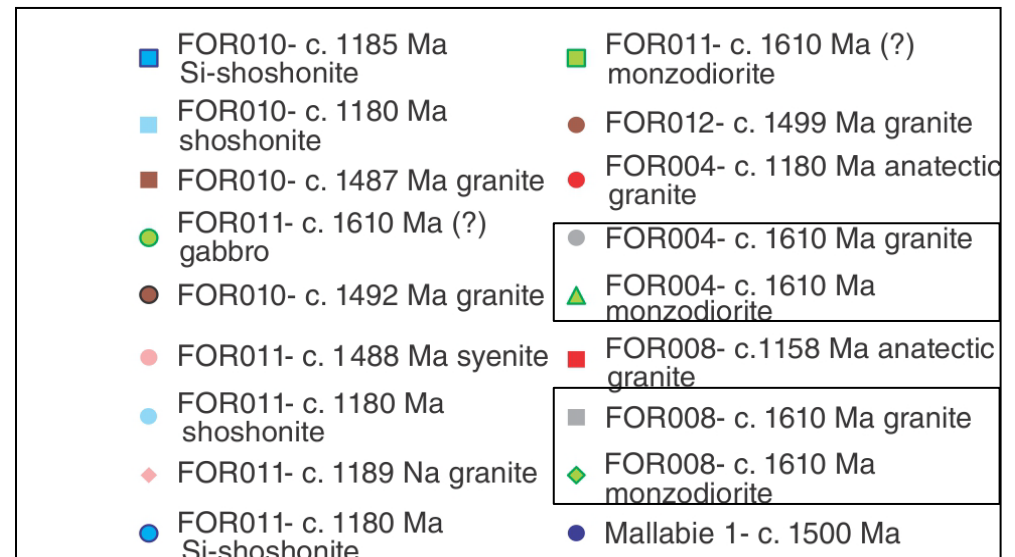 FOR010- c. 1185 Ma
Si-shoshonite
FOR010- c. 1180 Ma
shoshonite
FOR010- c. 1487 Ma granite
FOR011- c. 1610 Ma (?)
gabbro
FOR010- c. 1492 Ma granite
FOR011- c. 1488 Ma syenite
FOR011- c. 1180 Ma
shoshonite
FOR011- c. 1189 Na granite
FOR011- c. 1180 Ma
Si-shoshonite
FOR011- c. 1610 Ma (?)
monzodiorite
FOR012- c. 1499 Ma granite
FOR004- c. 1180 Ma anatectic
granite
FOR004- c. 1610 Ma granite
FOR004- c. 1610 Ma
monzodiorite
FOR008- c.1158 Ma anatectic
granite
FOR008- c. 1610 Ma granite
FOR008- c. 1610 Ma
monzodiorite
Mallabie 1- c. 1500 Ma